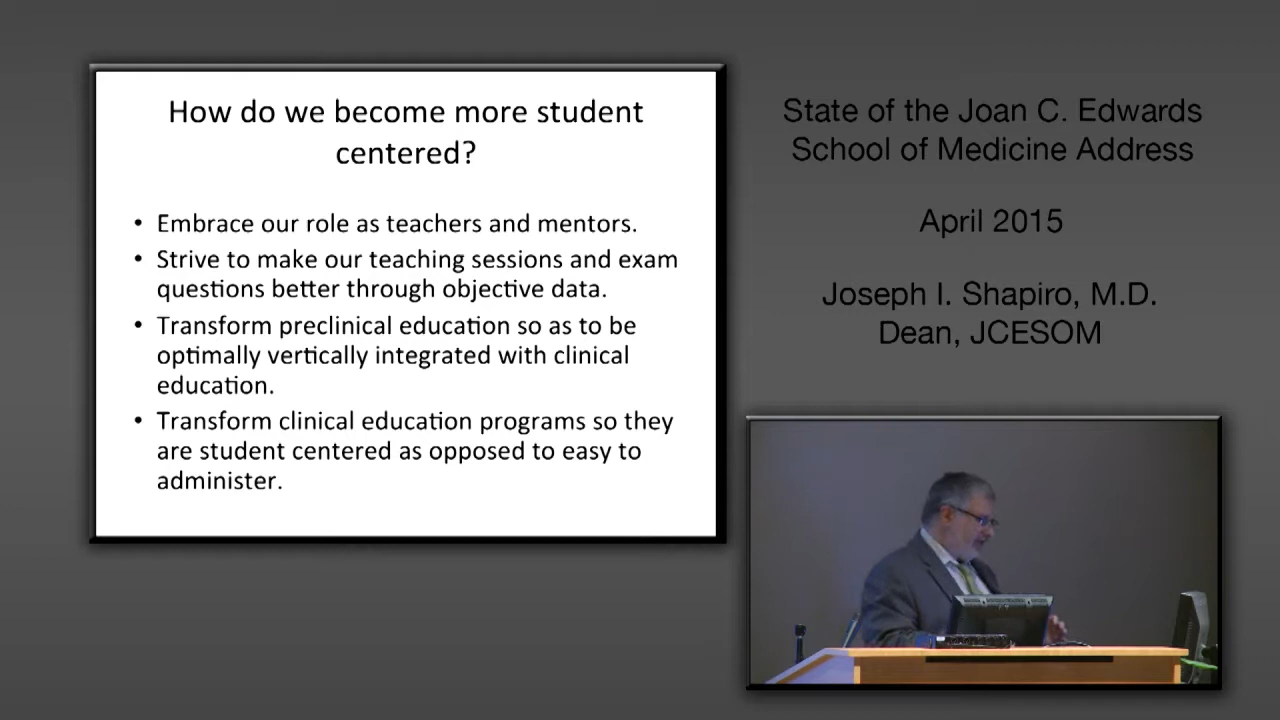 How do we become more student
centered?
• Embrace our role as teachers and mentors.
• Strive to make our teaching sessions and exam
questions better through objective data.
• Transform preclinical education so as to be
optimally vertically integrated with clinical
education.
• Transform clinical education programs so they
are student centered as opposed to easy to
administer.
State of the Joan C. Edwards
School of Medicine Address
April 2015
Joseph I. Shapiro, M.D.
Dean, JCESOM